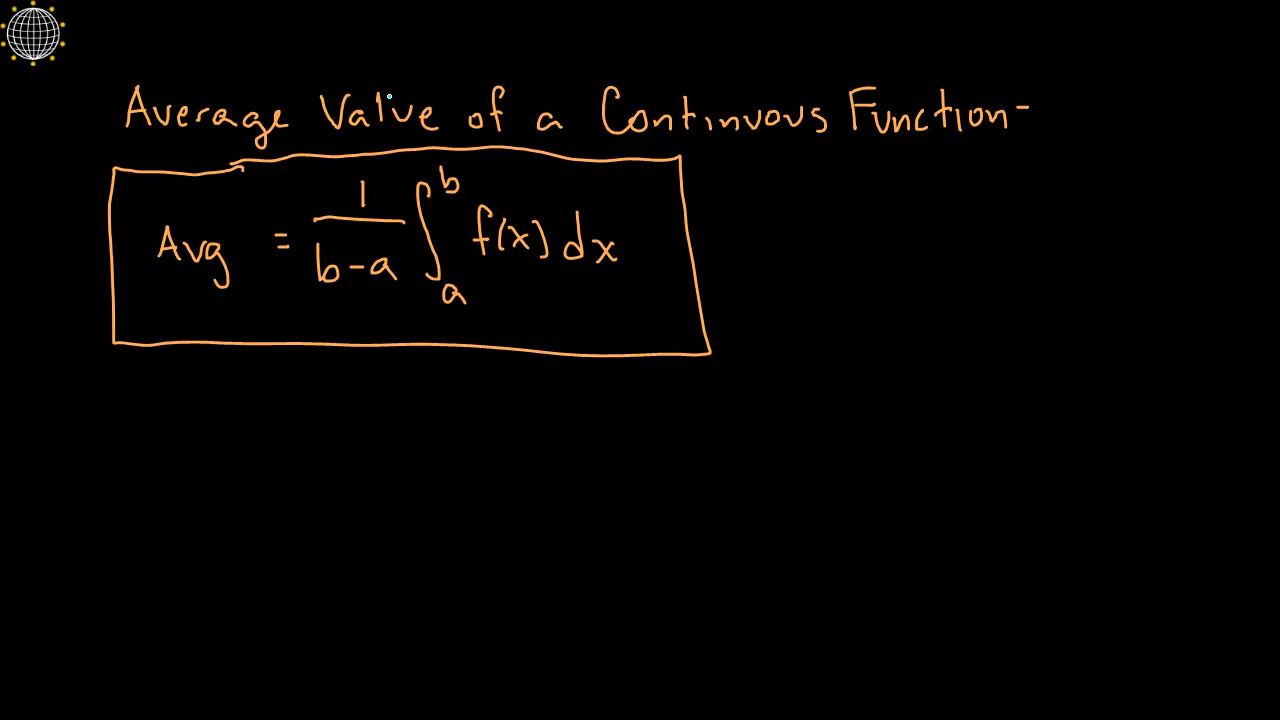 Average Value of a Continuous Function-
Avg = 1/(b-a) ∫_a^b f(x) dx